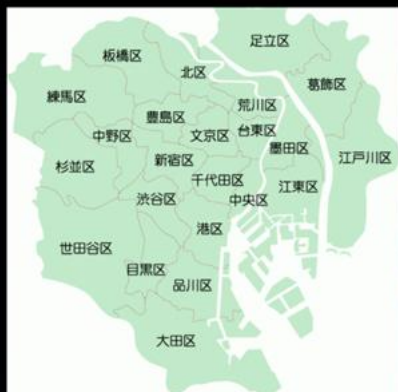 足立区
板橋区
北区
葛飾区
練馬区
荒川区
豊島区
台東区
中野区
文京区
墨田区
江戸川区
杉並区
新宿区
千代田区
江東区
渋谷区
中央区
港区
世田谷区
目黒区
品川区
大田区